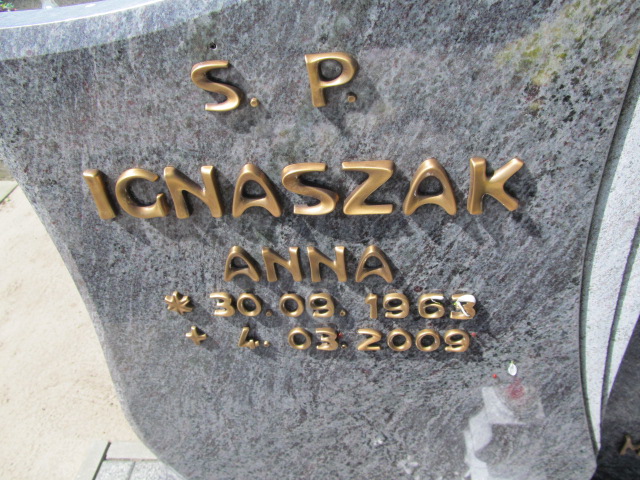 Ś. P.
IGNASZAK
ANNA
* 30.09.1963
+ 4.03.2009